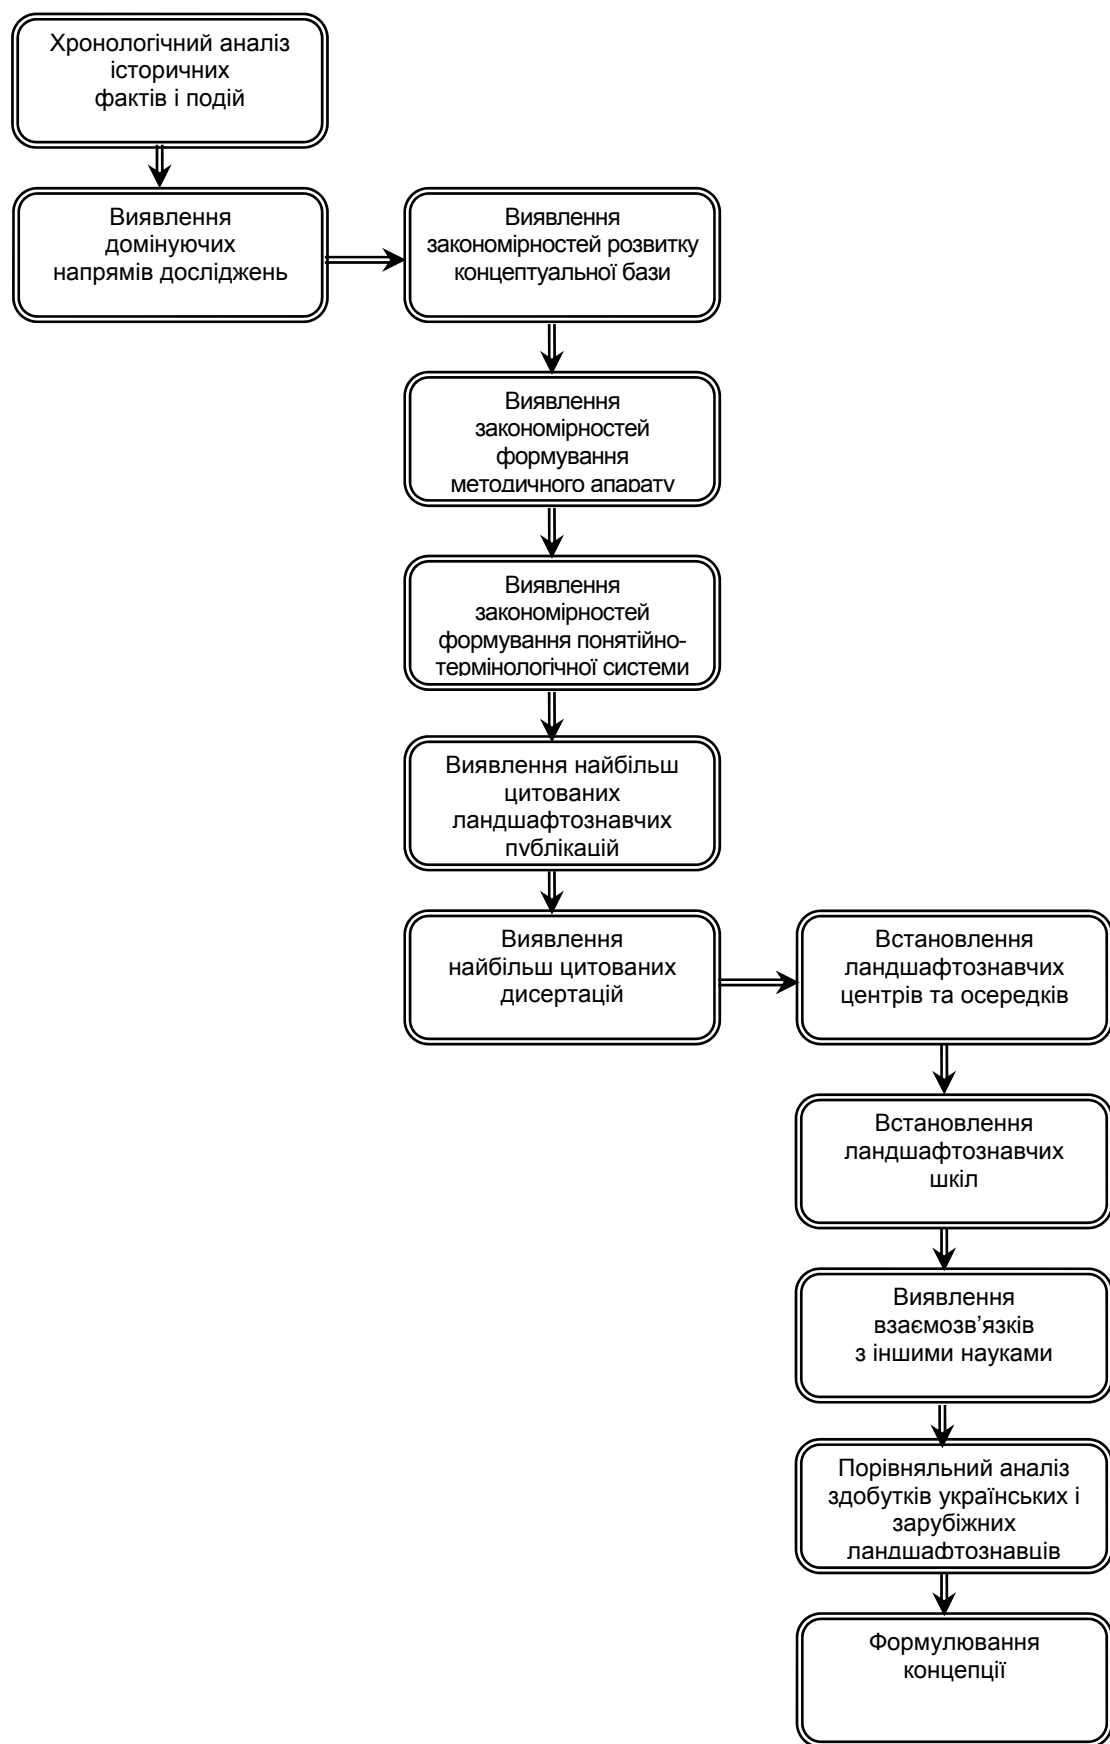 Хронологічний аналіз
історичних
фактів і подій
Виявлення
домінуючих
напрямів досліджень
Виявлення
закономірностей розвитку
концептуальної бази
Виявлення
закономірностей
формування
методичного апарату
Виявлення
закономірностей
формування понятійно-
термінологічної системи
Виявлення найбільш
цитованих
ландшафтознавчих
публікацій
Виявлення
найбільш цитованих
дисертацій
Встановлення
ландшафтознавчих
центрів та осередків
Встановлення
ландшафтознавчих
шкіл
Виявлення
взаємозв’язків
з іншими науками
Порівняльний аналіз
здобутків українських і
зарубіжних
ландшафтознавців
Формулювання
концепції